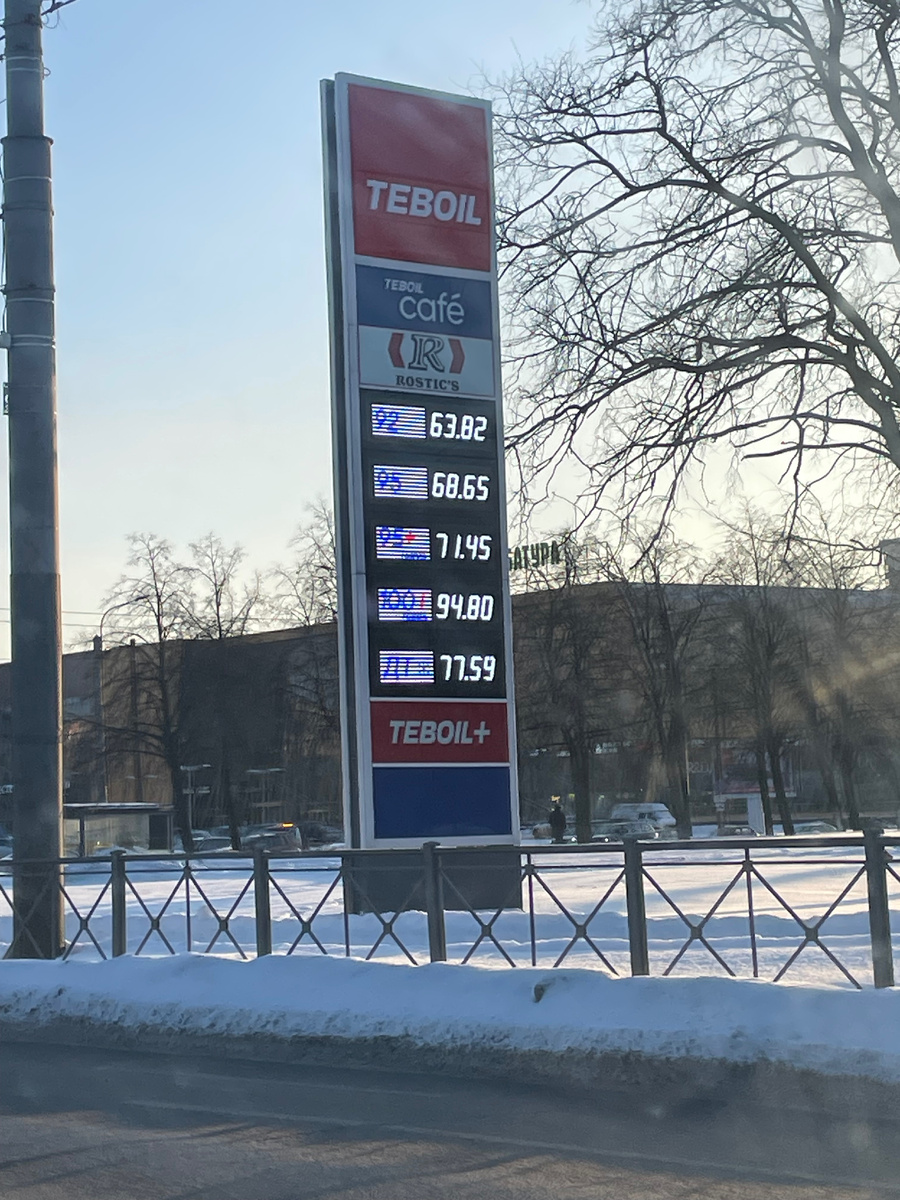 TEBOIL
TEBOIL
café
R
ROSTIC'S
92 63.82
95 68.65
95+ 71.45
100+ 94.80
ДТ 77.59
TEBOIL+